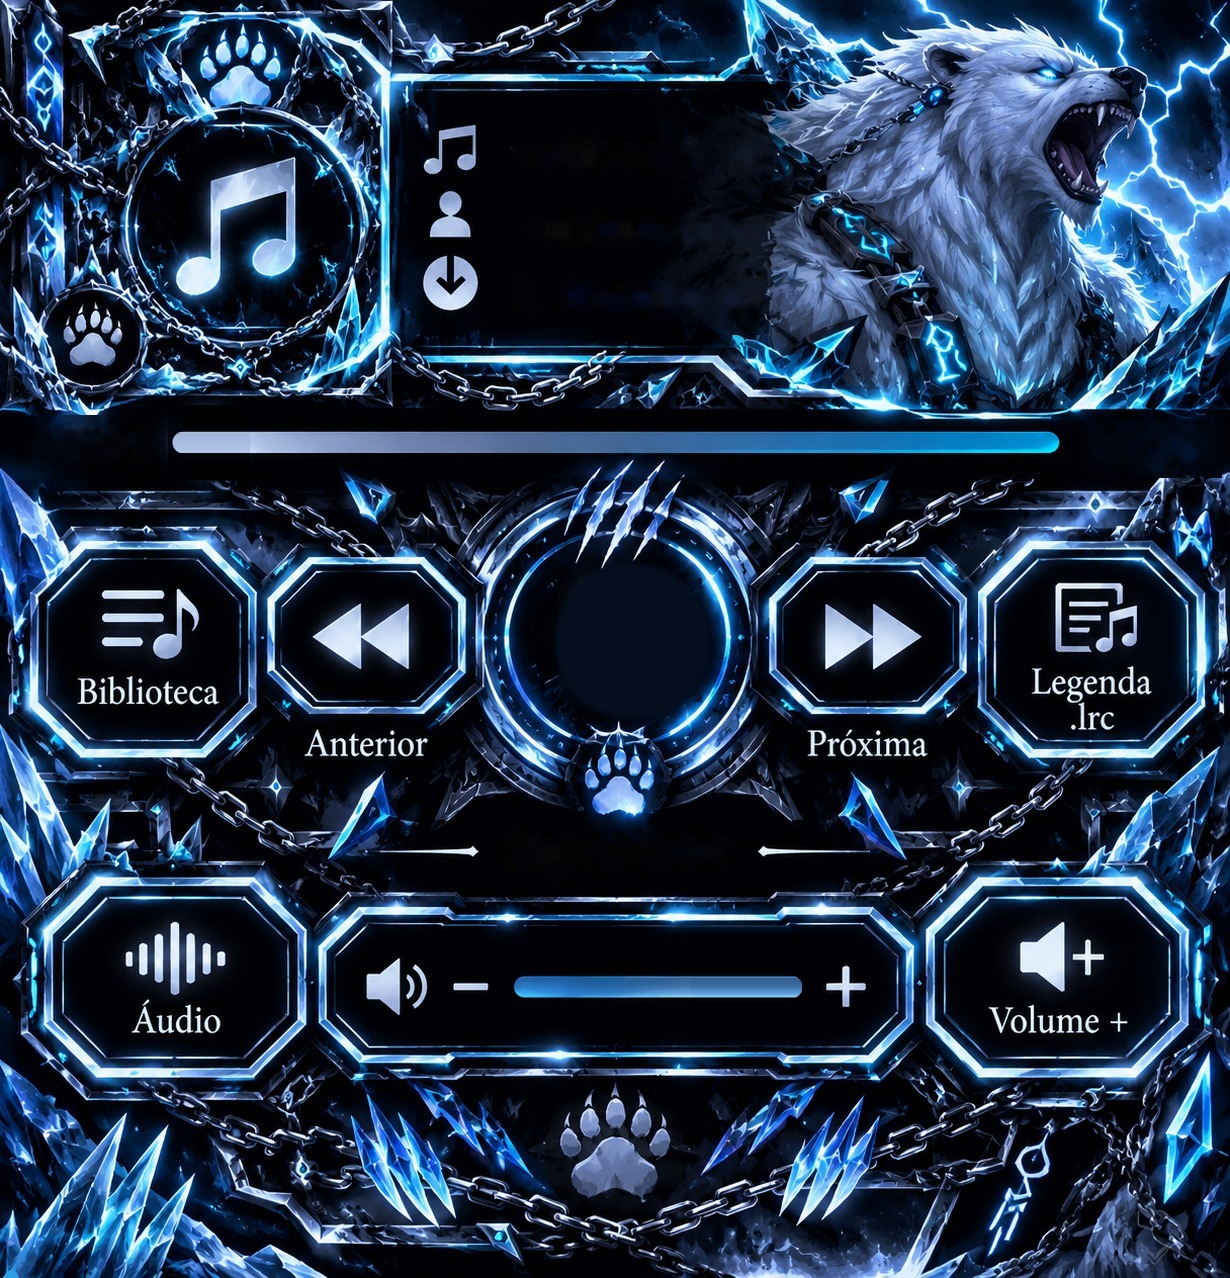 Biblioteca
Anterior
Próxima
Legenda
.lrc
Áudio
Volume +